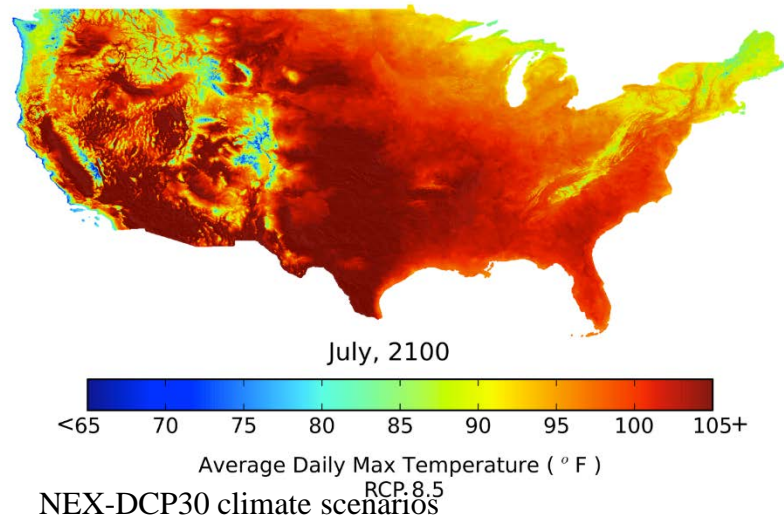 July, 2100
<65 70 75 80 85 90 95 100 105+
Average Daily Max Temperature ( ° F )
RCP 8.5
NEX-DCP30 climate scenarios